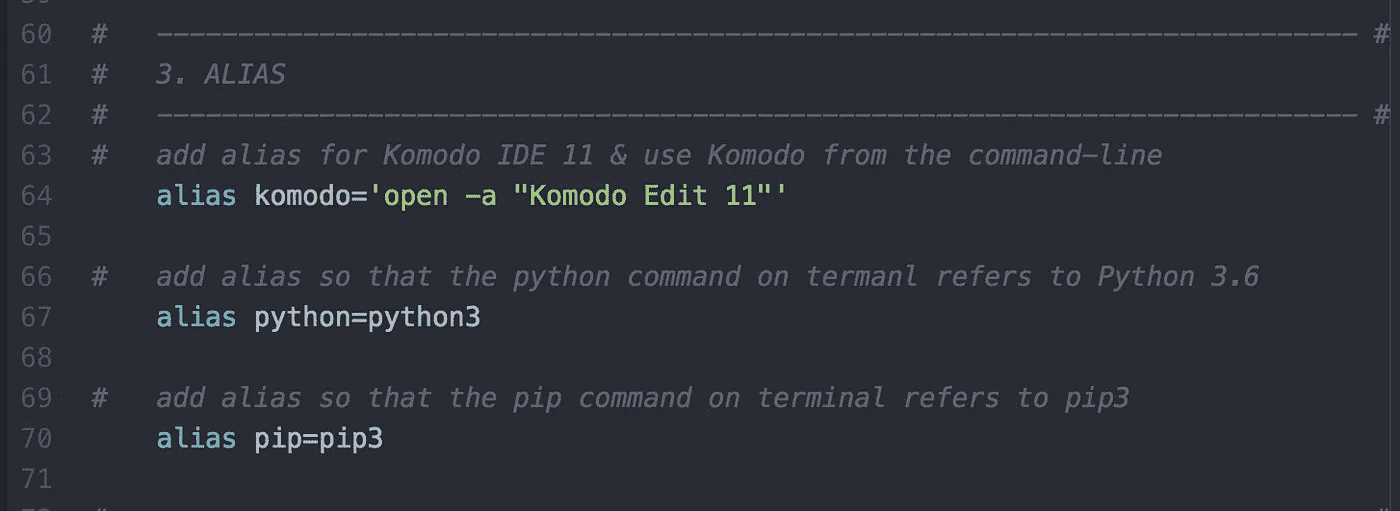 60 # --------------------------------------------------------------------------- #
61 # 3. ALIAS
62 # --------------------------------------------------------------------------- #
63 # add alias for Komodo IDE 11 & use Komodo from the command-line
64 alias komodo='open -a "Komodo Edit 11"'
65
66 # add alias so that the python command on termanl refers to Python 3.6
67 alias python=python3
68
69 # add alias so that the pip command on terminal refers to pip3
70 alias pip=pip3
71